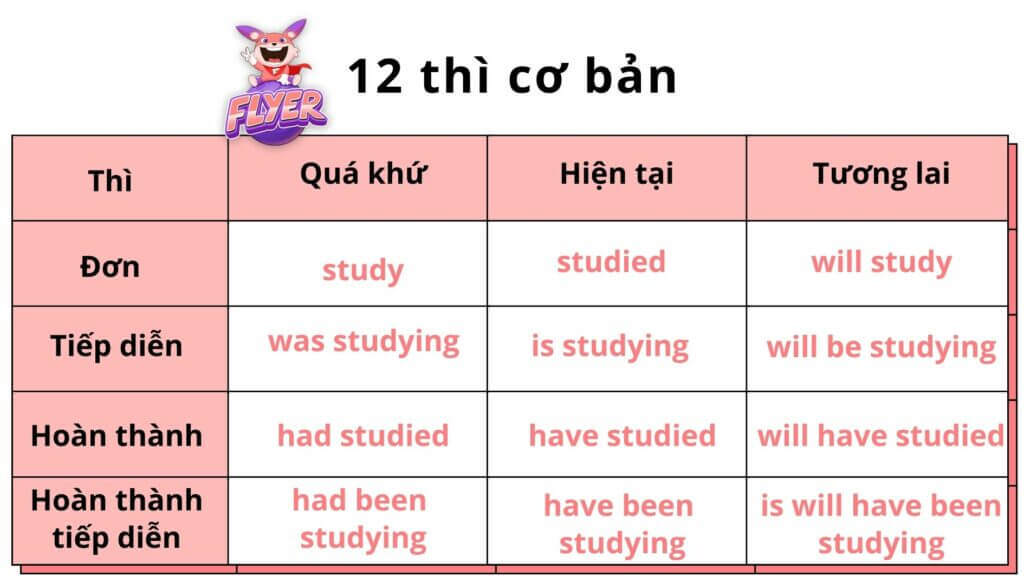 FLYER
12 thì cơ bản
Thì
Quá khứ
Hiện tại
Tương lai
Đơn
study
studied
will study
Tiếp diễn
was studying
is studying
will be studying
Hoàn thành
had studied
have studied
will have studied
Hoàn thành
tiếp diễn
had been
studying
have been
studying
is will have been
studying